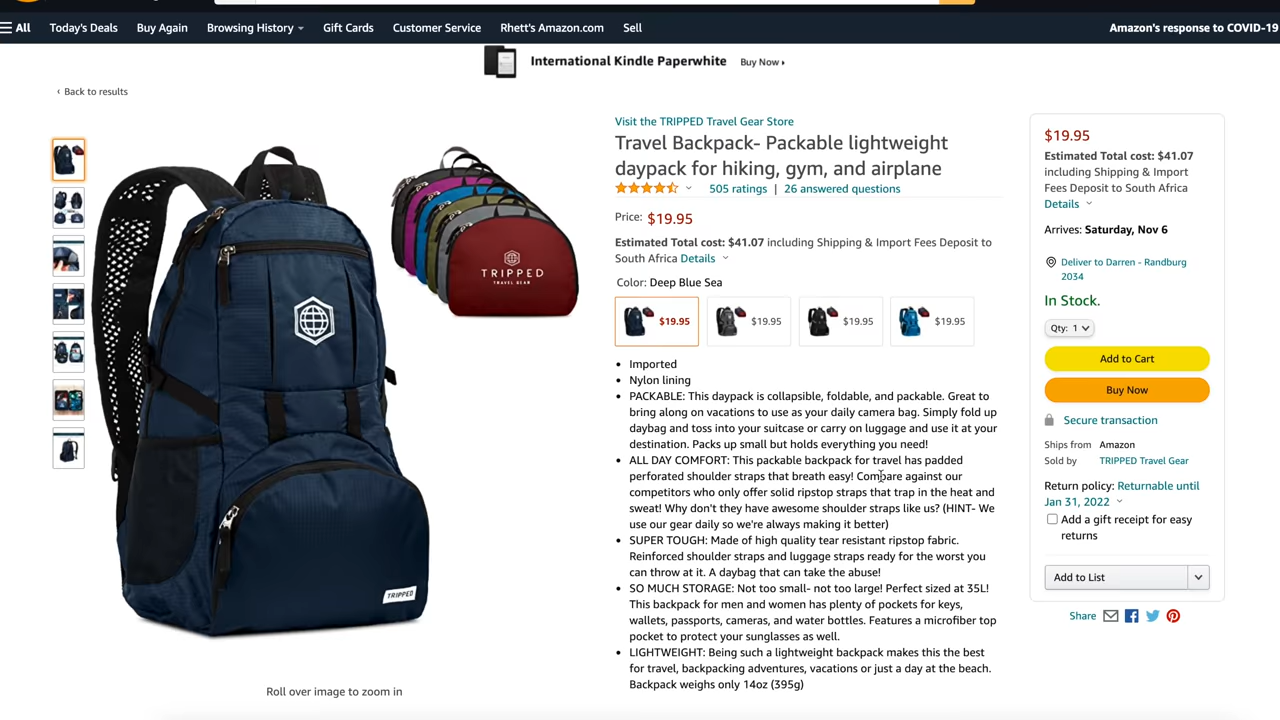 All
Today's Deals
Buy Again
Browsing History
Gift Cards
Customer Service
Rhett's Amazon.com
Sell
Amazon's response to COVID-19
International Kindle Paperwhite
Buy Now
‹ Back to results
TRIPPED
TRAVEL GEAR
TRIPPED
Roll over image to zoom in
Visit the TRIPPED Travel Gear Store
Travel Backpack- Packable lightweight
daypack for hiking, gym, and airplane
505 ratings | 26 answered questions
Price: $19.95
Estimated Total cost: $41.07 including Shipping & Import Fees Deposit to
South Africa Details
Color: Deep Blue Sea
$19.95
$19.95
$19.95
$19.95
• Imported
• Nylon lining
• PACKABLE: This daypack is collapsible, foldable, and packable. Great to
bring along on vacations to use as your daily camera bag. Simply fold up
daybag and toss into your suitcase or carry on luggage and use it at your
destination. Packs up small but holds everything you need!
• ALL DAY COMFORT: This packable backpack for travel has padded
perforated shoulder straps that breath easy! Compare against our
competitors who only offer solid ripstop straps that trap in the heat and
sweat! Why don't they have awesome shoulder straps like us? (HINT- We
use our gear daily so we're always making it better)
• SUPER TOUGH: Made of high quality tear resistant ripstop fabric.
Reinforced shoulder straps and luggage straps ready for the worst you
can throw at it. A daybag that can take the abuse!
• SO MUCH STORAGE: Not too small- not too large! Perfect sized at 35L!
This backpack for men and women has plenty of pockets for keys,
wallets, passports, cameras, and water bottles. Features a microfiber top
pocket to protect your sunglasses as well.
• LIGHTWEIGHT: Being such a lightweight backpack makes this the best
for travel, backpacking adventures, vacations or just a day at the beach.
Backpack weighs only 14oz (395g)
$19.95
Estimated Total cost: $41.07
including Shipping & Import
Fees Deposit to South Africa
Details
Arrives: Saturday, Nov 6
Deliver to Darren - Randburg
2034
In Stock.
Qty: 1
Add to Cart
Buy Now
Secure transaction
Ships from Amazon
Sold by TRIPPED Travel Gear
Return policy: Returnable until
Jan 31, 2022
Add a gift receipt for easy
returns
Add to List
Share